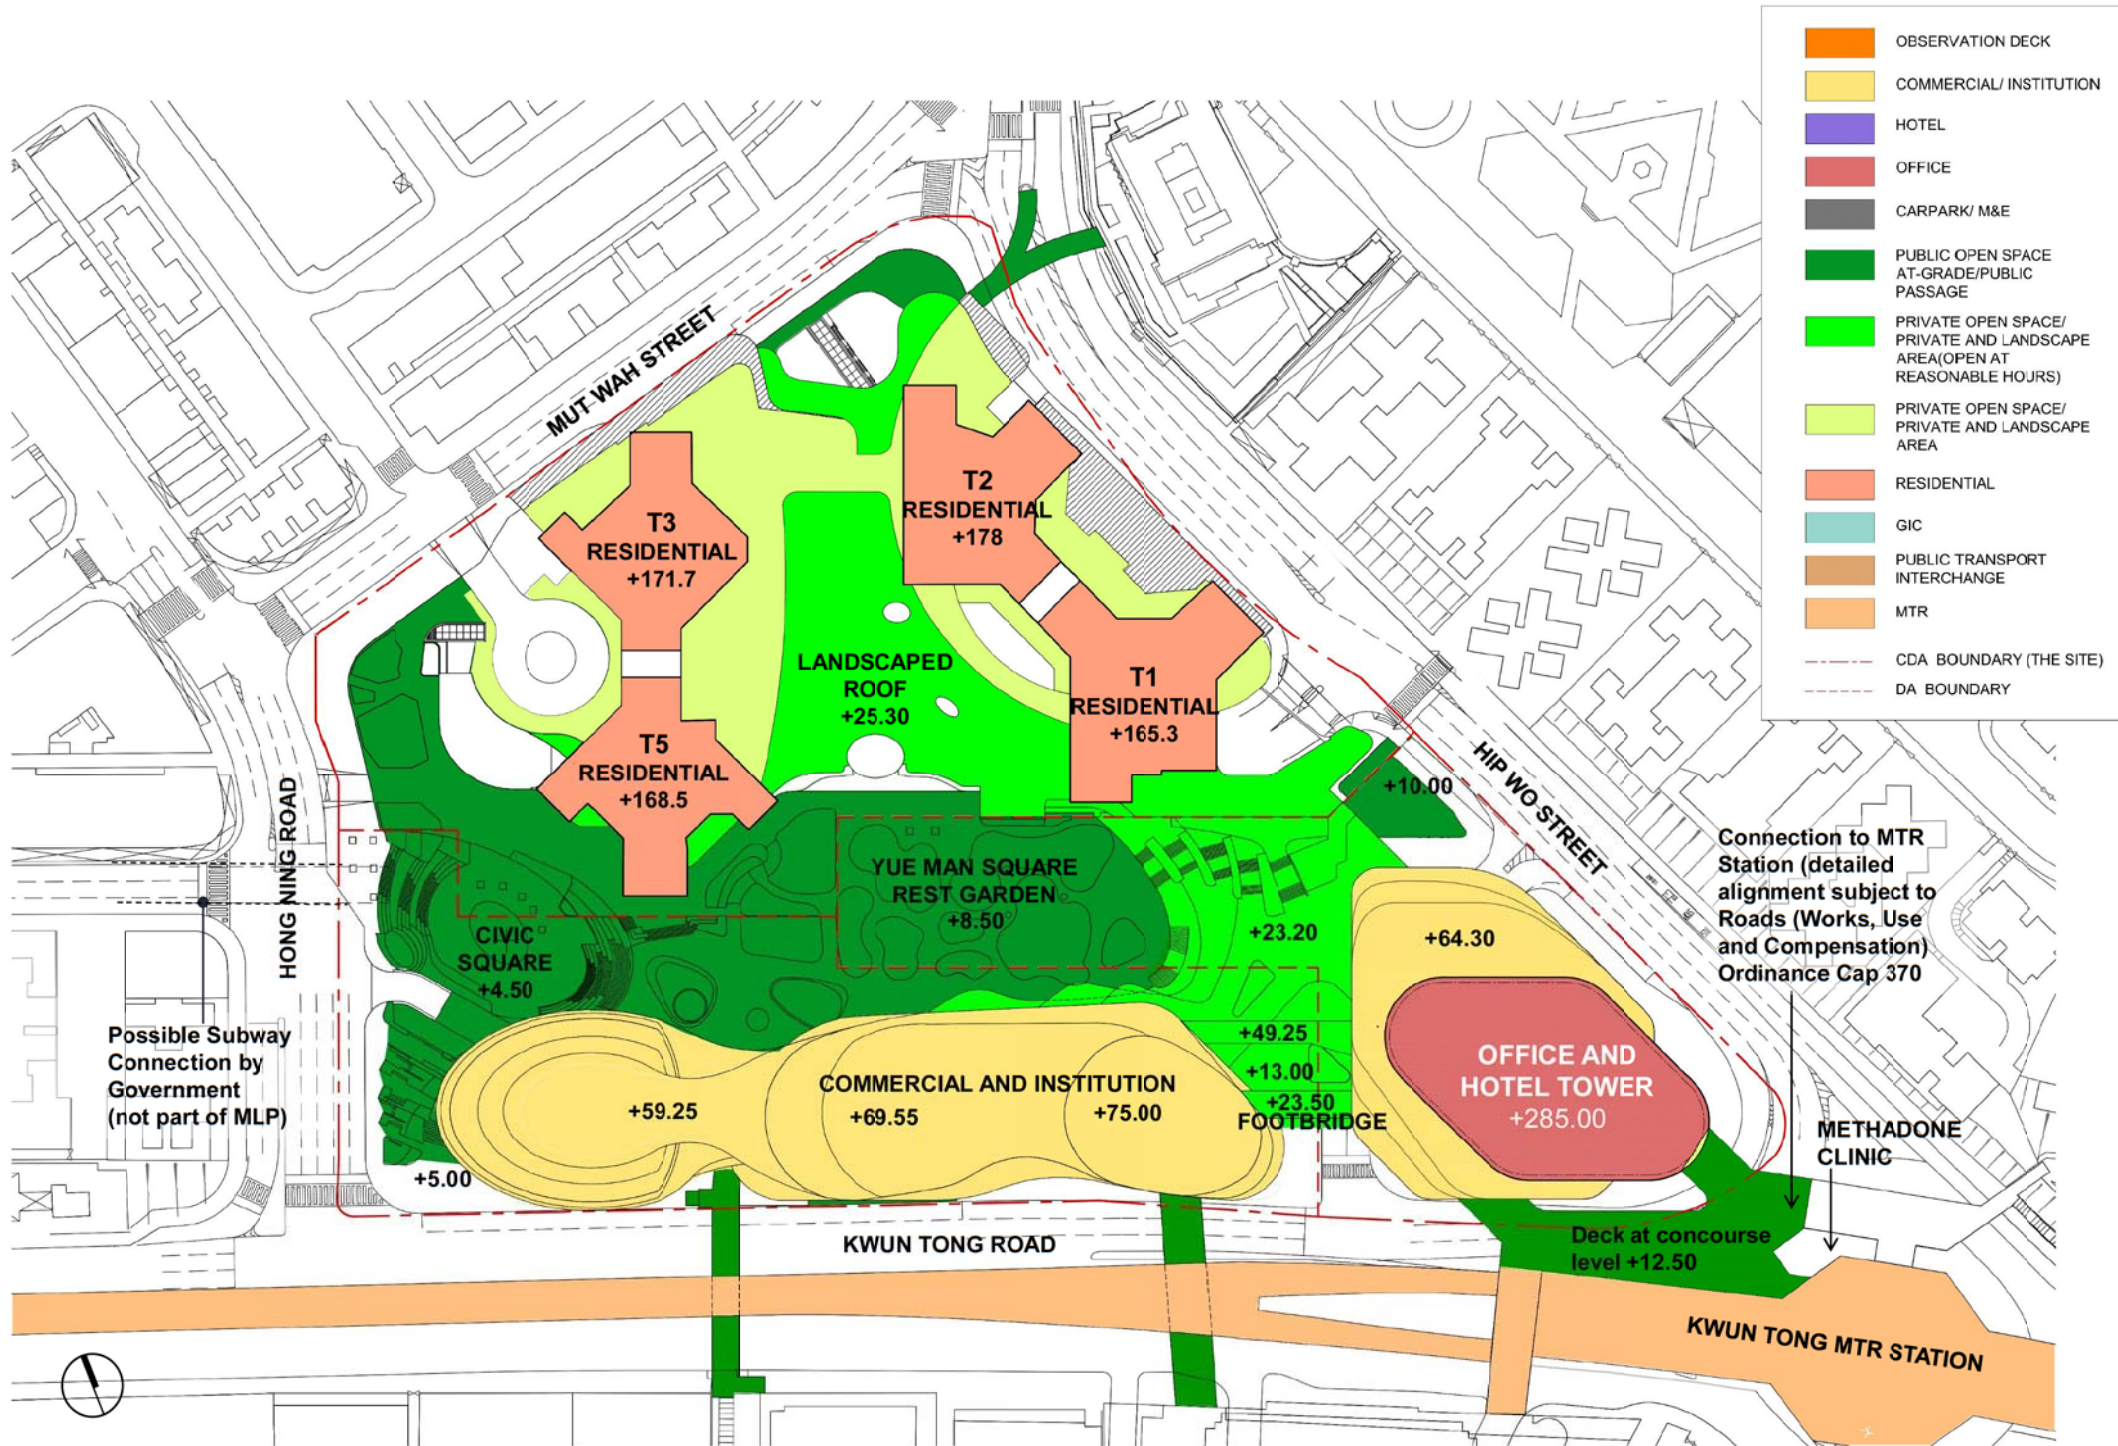 OBSERVATION DECK
COMMERCIAL/ INSTITUTION
HOTEL
OFFICE
CARPARK/ M&E
PUBLIC OPEN SPACE
AT-GRADE/PUBLIC
PASSAGE
PRIVATE OPEN SPACE/
PRIVATE AND LANDSCAPE
AREA(OPEN AT
REASONABLE HOURS)
PRIVATE OPEN SPACE/
PRIVATE AND LANDSCAPE
AREA
RESIDENTIAL
GIC
PUBLIC TRANSPORT
INTERCHANGE
MTR
CDA BOUNDARY (THE SITE)
DA BOUNDARY
MUT WAH STREET
T2
RESIDENTIAL
+178
T3
RESIDENTIAL
+171.7
LANDSCAPED
ROOF
+25.30
T1
RESIDENTIAL
+165.3
T5
RESIDENTIAL
+168.5
HIP WO STREET
+10.00
HONG NING ROAD
YUE MAN SQUARE
REST GARDEN
+8.50
CIVIC
SQUARE
+4.50
+23.20
+64.30
Connection to MTR
Station (detailed
alignment subject to
Roads (Works, Use
and Compensation)
Ordinance Cap 370
Possible Subway
Connection by
Government
(not part of MLP)
+49.25
+13.00
+23.50
FOOTBRIDGE
OFFICE AND
HOTEL TOWER
+285.00
COMMERCIAL AND INSTITUTION
+59.25
+69.55
+75.00
METHADONE
CLINIC
+5.00
KWUN TONG ROAD
Deck at concourse
level +12.50
KWUN TONG MTR STATION